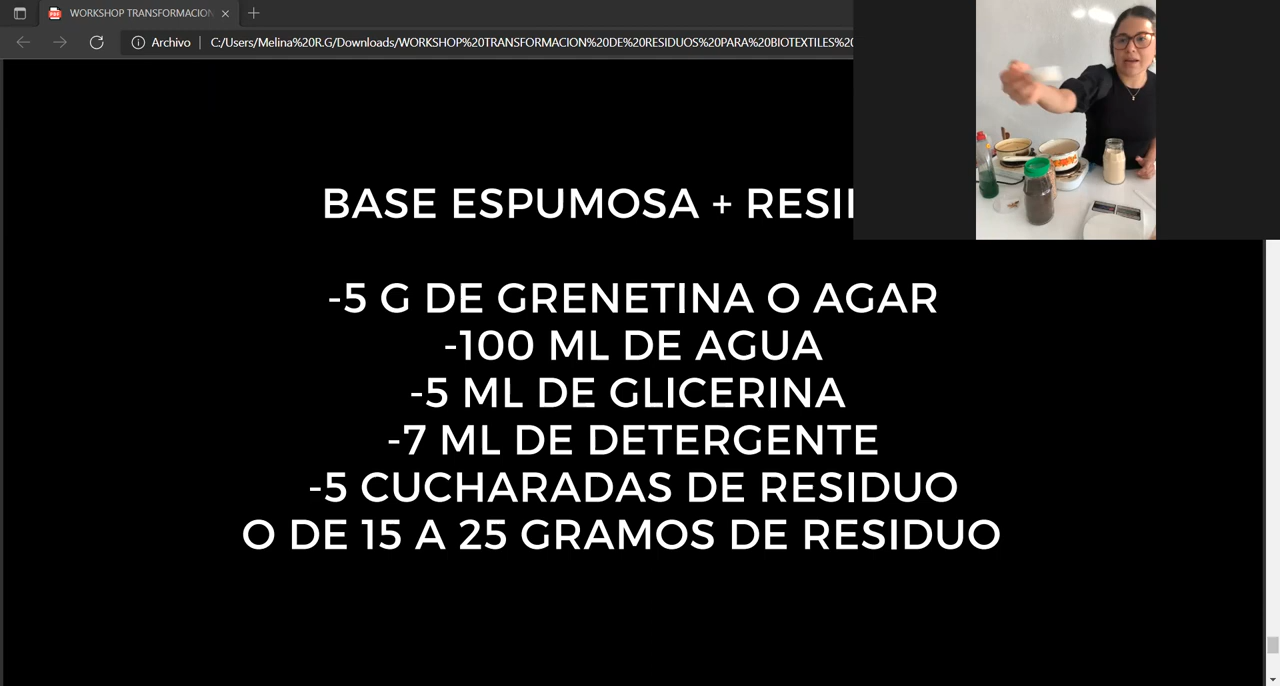 WORKSHOP TRANSFORMACION
Archivo
C:/Users/Melina%20R.G/Downloads/WORKSHOP%20TRANSFORMACION%20DE%20RESIDUOS%20PARA%20BIOTEXTILES%20
BASE ESPUMOSA + RESI
-5 G DE GRENETINA O AGAR
-100 ML DE AGUA
-5 ML DE GLICERINA
-7 ML DE DETERGENTE
-5 CUCHARADAS DE RESIDUO
O DE 15 A 25 GRAMOS DE RESIDUO